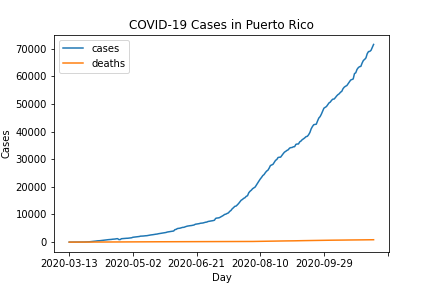 COVID-19 Cases in Puerto Rico
cases
deaths
70000
60000
50000
40000
30000
20000
10000
0
Cases
2020-03-13 2020-05-02 2020-06-21 2020-08-10 2020-09-29
Day